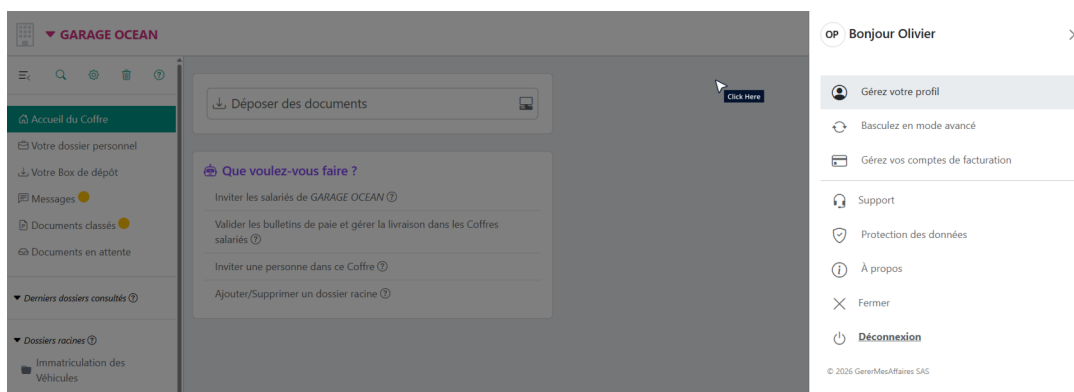 GARAGE OCEAN
Accueil du Coffre
Votre dossier personnel
Votre Box de dépôt
Messages
Documents classés
Documents en attente
Derniers dossiers consultés
Dossiers racines
Immatriculation des
Véhicules
Déposer des documents
Que voulez-vous faire ?
Inviter les salariés de GARAGE OCEAN
Valider les bulletins de paie et gérer la livraison dans les Coffres
salariés
Inviter une personne dans ce Coffre
Ajouter/Supprimer un dossier racine
Click Here
OP Bonjour Olivier
Gérez votre profil
Basculez en mode avancé
Gérez vos comptes de facturation
Support
Protection des données
À propos
Fermer
Déconnexion
© 2026 GererMesAffaires SAS